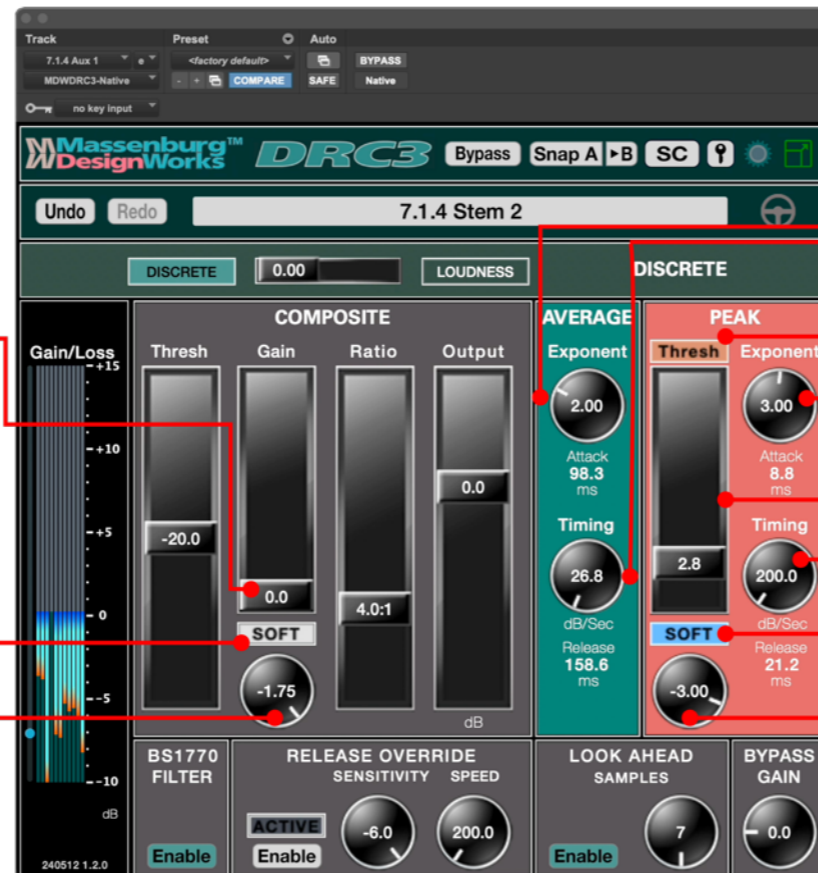 Track Preset Auto
7.1.4 Aux 1 e <factory default> BYPASS
MDWDRC3-Native - + COMPARE SAFE Native
no key input
Massenburg™ DesignWorks DRC3 Bypass Snap A ►B SC
Undo Redo 7.1.4 Stem 2
DISCRETE 0.00 LOUDNESS DISCRETE
COMPOSITE AVERAGE PEAK
Gain/Loss Thresh Gain Ratio Output Exponent Thresh Exponent
+15
2.00 3.00
Attack Attack
+10 98.3 8.8
ms ms
0.0
+5 -20.0 Timing Timing
2.8
26.8 200.0
0.0 4.0:1
0 dB/Sec dB/Sec
SOFT SOFT
Release Release
158.6 21.2
ms ms
-1.75 -3.00
-5
dB
BS1770 FILTER RELEASE OVERRIDE LOOK AHEAD BYPASS GAIN
-10 SENSITIVITY SPEED SAMPLES
dB
ACTIVE -6.0 200.0 7 0.0
Enable Enable Enable
240512 1.2.0